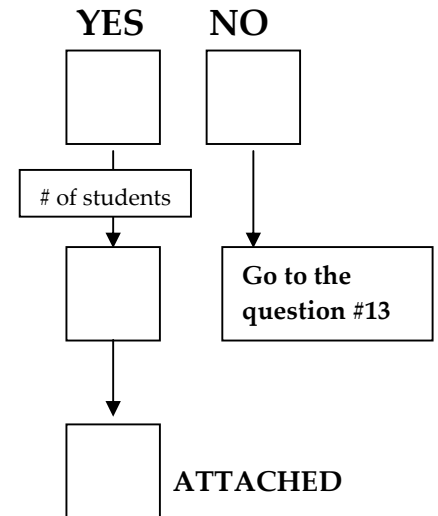 YES NO
# of students
Go to the
question #13
ATTACHED